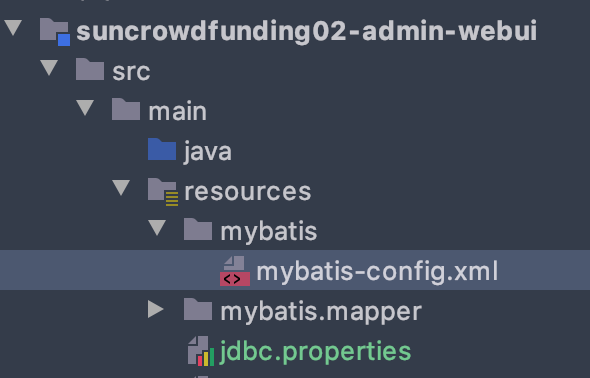 suncrowdfunding02-admin-webui
src
main
java
resources
mybatis
mybatis-config.xml
mybatis.mapper
jdbc.properties